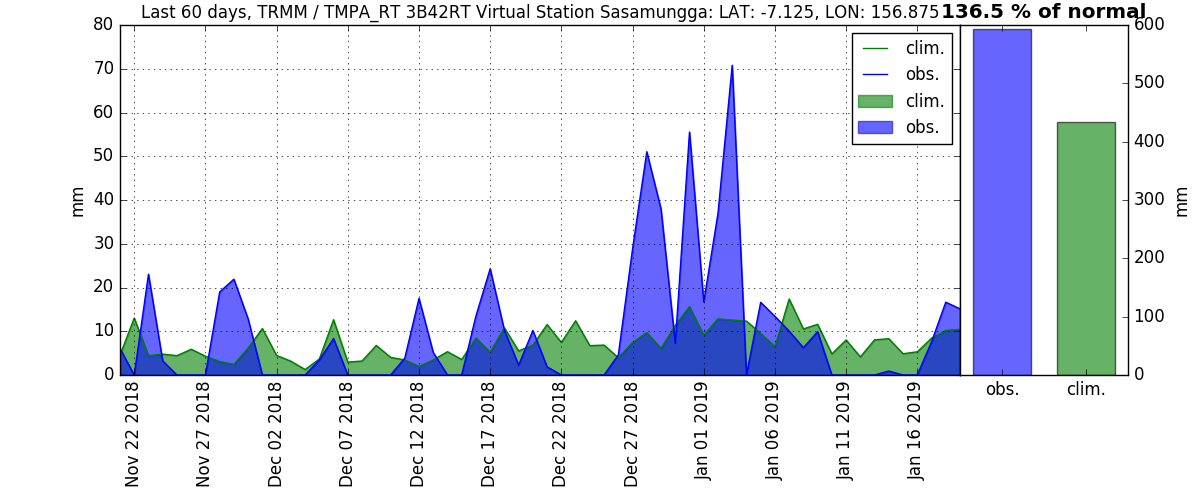 Last 60 days, TRMM / TMPA_RT 3B42RT Virtual Station Sasamungga: LAT: -7.125, LON: 156.875
136.5 % of normal
80
70
60
50
40
30
20
10
0
mm
clim.
obs.
clim.
obs.
Nov 22 2018
Nov 27 2018
Dec 02 2018
Dec 07 2018
Dec 12 2018
Dec 17 2018
Dec 22 2018
Dec 27 2018
Jan 01 2019
Jan 06 2019
Jan 11 2019
Jan 16 2019
600
500
400
300
200
100
0
mm
obs.
clim.